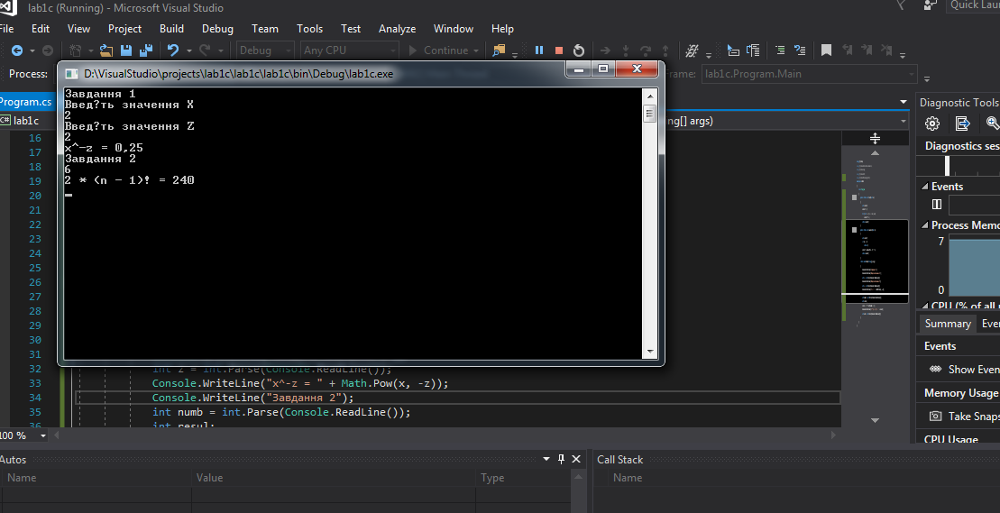 lab1c (Running) - Microsoft Visual Studio
Quick Lau
File Edit View Project Build Debug Team Tools Test Analyze Window Help
Debug Any CPU Continue
Process:
D:\VisualStudio\projects\lab1c\lab1c\lab1c\bin\Debug\lab1c.exe
rame: lab1c.Program.Main
Program.cs
C# lab1c
ng[] args)
Завдання 1
Введ?ть значення X
2
Введ?ть значення Z
2
x^-z = 0,25
Завдання 2
6
2 * (n - 1)! = 240
16
17
18
19
20
21
22
23
24
25
26
27
28
29
30
31
32 int z = int.Parse(Console.ReadLine());
33 Console.WriteLine("x^-z = " + Math.Pow(x, -z));
34 Console.WriteLine("Завдання 2");
35 int numb = int.Parse(Console.ReadLine());
36 int resul;
100 %
Diagnostic Tools
Diagnostics ses
Events
Process Memo
7
0
CPU (% of all
Summary Eve
Events
Show Even
Memory Usage
Take Snaps
CPU Usage
Autos
Name Value Type
Call Stack
Name